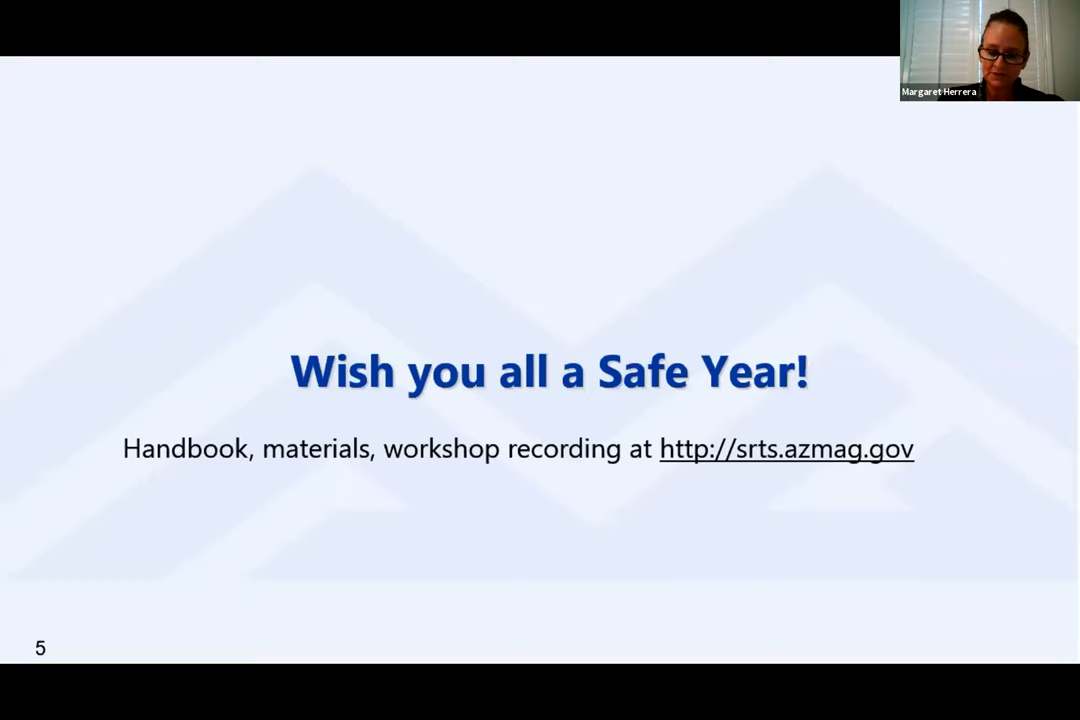 Margaret Herrera
Wish you all a Safe Year!
Handbook, materials, workshop recording at http://srts.azmag.gov
5